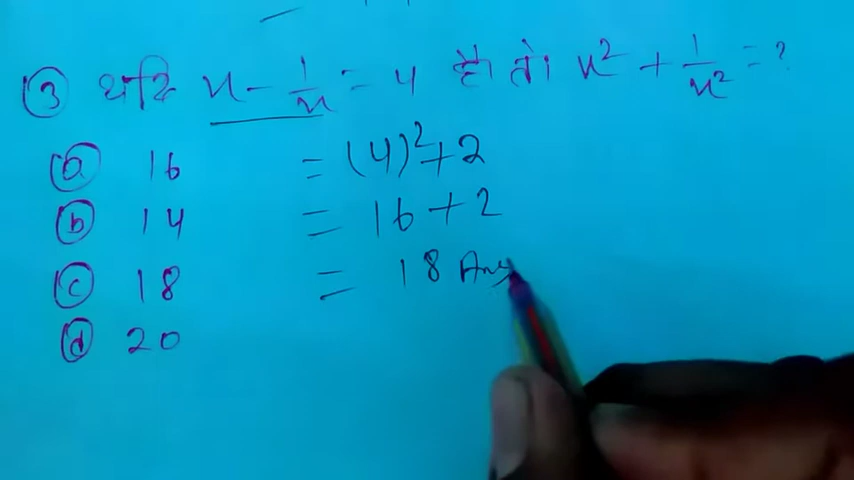 ③ यदि x - 1/x = 4 है तो x² + 1/x² = ?
ⓐ 16 = (4)² + 2
ⓑ 14 = 16 + 2
ⓒ 18 = 18 Ans
ⓓ 20